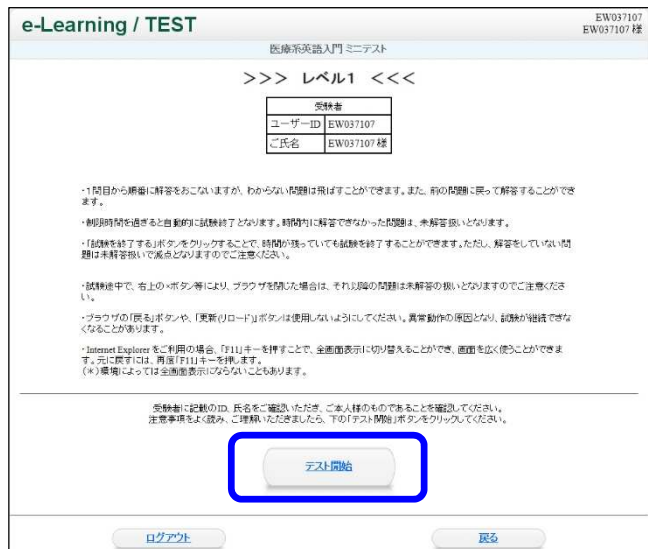 e-Learning / TEST
EW037107
EW037107 様
医療系英語入門 ミニテスト
>>> レベル1 <<<
受験者
ユーザーID EW037107
ご氏名 EW037107 様
・1問目から順番に解答をおこないますが、わからない問題は飛ばすことができます。また、前の問題に戻って解答することができ
ます。
・制限時間を過ぎると自動的に試験終了となります。時間内に解答できなかった問題は、未解答扱いとなります。
・「試験を終了する」ボタンをクリックすることで、時間が残っていても試験を終了することができます。ただし、解答をしていない問
題は未解答扱いで減点となりますのでご注意ください。
・試験途中で、右上の×ボタン等により、ブラウザを閉じた場合は、それ以降の問題は未解答の扱いとなりますのでご注意くださ
い。
・ブラウザの「戻る」ボタンや、「更新(リロード)」ボタンは使用しないようにしてください。異常動作の原因となり、試験が継続できな
くなることがあります。
・Internet Explorer をご利用の場合、「F11」キーを押すことで、全画面表示に切り替えることができ、画面を広く使うことができま
す。元に戻すには、再度「F11」キーを押します。
(*)環境によっては全画面表示にならないこともあります。
受験者に記載のID、氏名をご確認いただき、ご本人様のものであることを確認してください。
注意事項をよく読み、ご理解いただきましたら、下の「テスト開始」ボタンをクリックしてください。
テスト開始
ログアウト
戻る